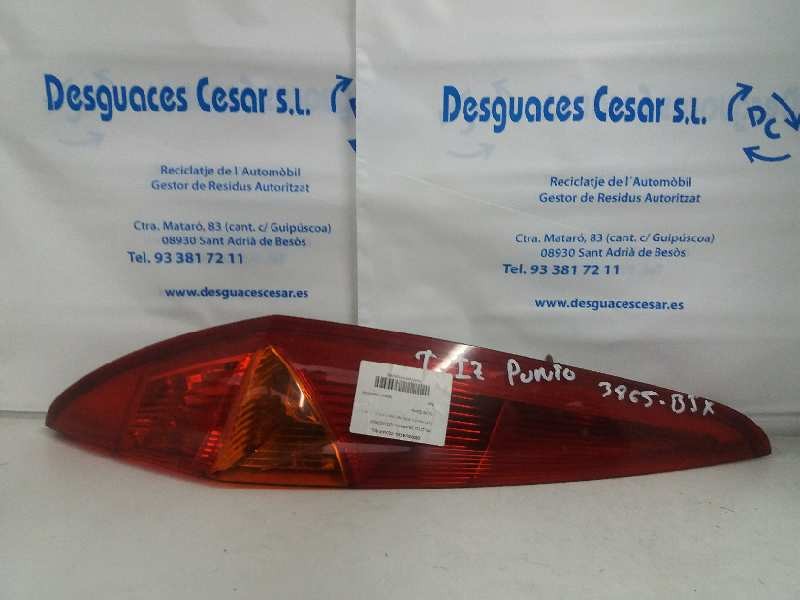 Desguaces Cesar s.L.
Reciclatje de l'Automòbil
Gestor de Residus Autoritzat
Ctra. Mataró, 83 (cant. c/ Guipúscoa)
08930 Sant Adrià de Besòs
Tel. 93 381 72 11
www.desguacescesar.es
Desguaces Cesar s.L.
DC
Reciclatje de l'Automòbil
Gestor de Residus Autoritzat
Ctra. Mataró, 83 (cant. c/ Guipúscoa)
08930 Sant Adrià de Besòs
Tel. 93 381 72 11
www.desguacescesar.es
T. IZ PUNTO 3965-BJX